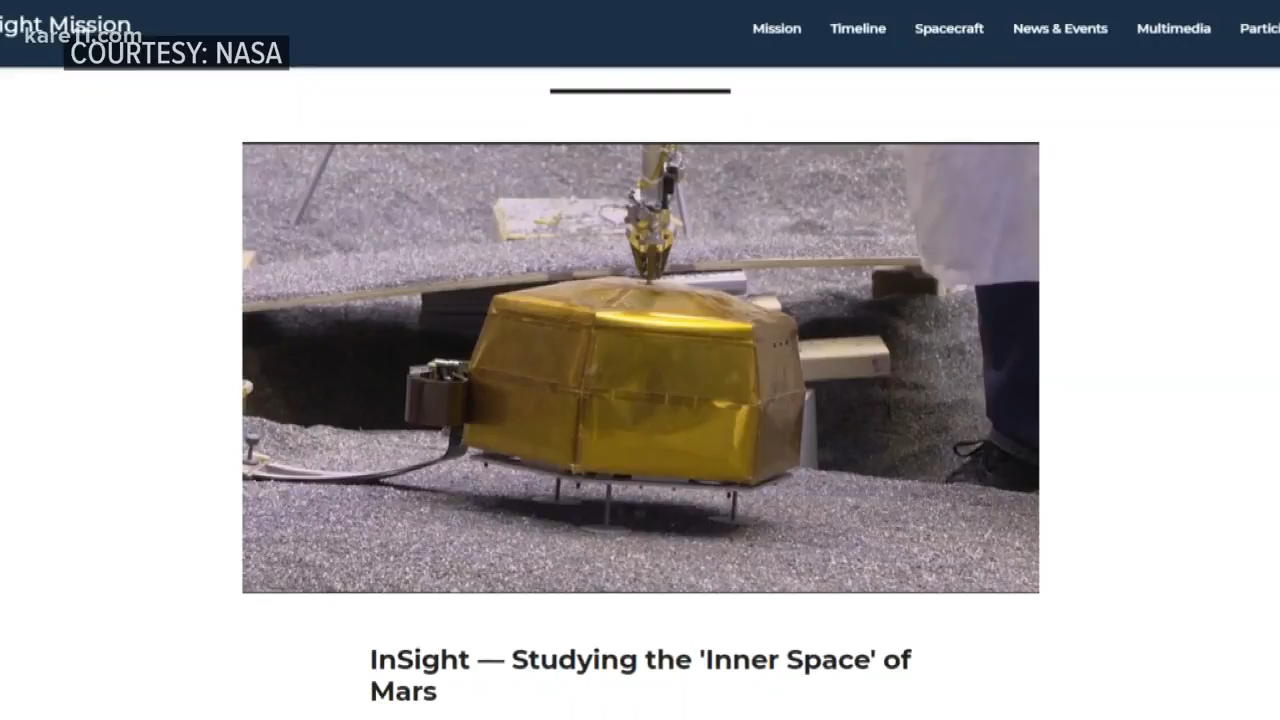 ight Mission
kare11.com
COURTESY: NASA
Mission Timeline Spacecraft News & Events Multimedia Partici
InSight — Studying the 'Inner Space' of
Mars